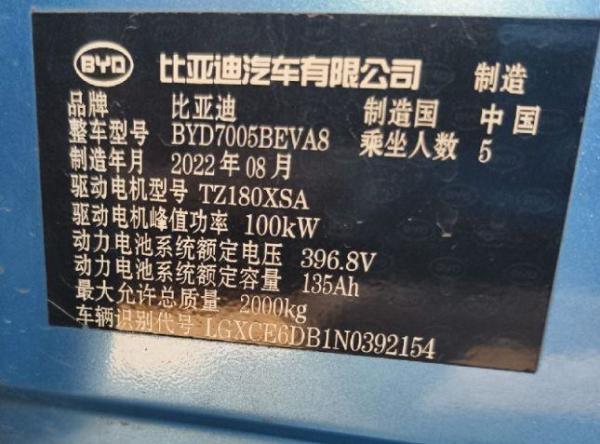 BYD 比亚迪汽车有限公司 制造
品牌 比亚迪 制造国 中国
整车型号 BYD7005BEVA8 乘坐人数 5
制造年月 2022年08月
驱动电机型号 TZ180XSA
驱动电机峰值功率 100kW
动力电池系统额定电压 396.8V
动力电池系统额定容量 135Ah
最大允许总质量 2000kg
车辆识别代号 LGXCE6DB1N0392154